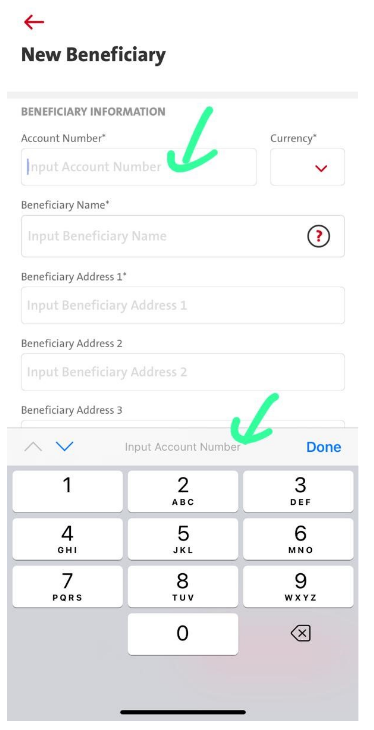 New Beneficiary
BENEFICIARY INFORMATION
Account Number* Currency*
Input Account Number
Beneficiary Name*
Input Beneficiary Name ?
Beneficiary Address 1*
Input Beneficiary Address 1
Beneficiary Address 2
Input Beneficiary Address 2
Beneficiary Address 3
Input Account Number Done
1 2 3
ABC DEF
4 5 6
GHI JKL MNO
7 8 9
PQRS TUV WXYZ
0